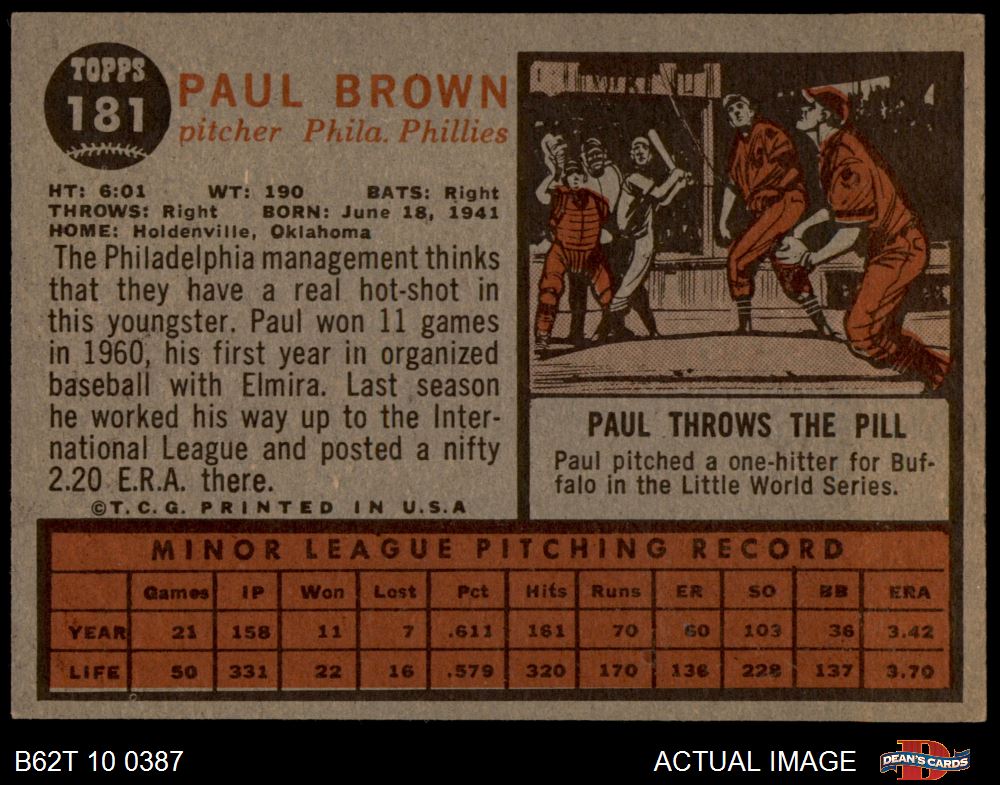 TOPPS
181
PAUL BROWN
pitcher Phila. Phillies
HT: 6:01 WT: 190 BATS: Right
THROWS: Right BORN: June 18, 1941
HOME: Holdenville, Oklahoma
The Philadelphia management thinks
that they have a real hot-shot in
this youngster. Paul won 11 games
in 1960, his first year in organized
baseball with Elmira. Last season
he worked his way up to the Inter-
national League and posted a nifty
2.20 E.R.A. there.
©T.C.G. PRINTED IN U.S.A
PAUL THROWS THE PILL
Paul pitched a one-hitter for Buf-
falo in the Little World Series.
MINOR LEAGUE PITCHING RECORD
Games IP Won Lost Pct Hits Runs ER SO BB ERA
YEAR 21 158 11 7 .611 161 70 60 103 36 3.42
LIFE 50 331 22 16 .579 320 170 136 228 137 3.70
B62T 10 0387
ACTUAL IMAGE
D
DEAN'S CARDS